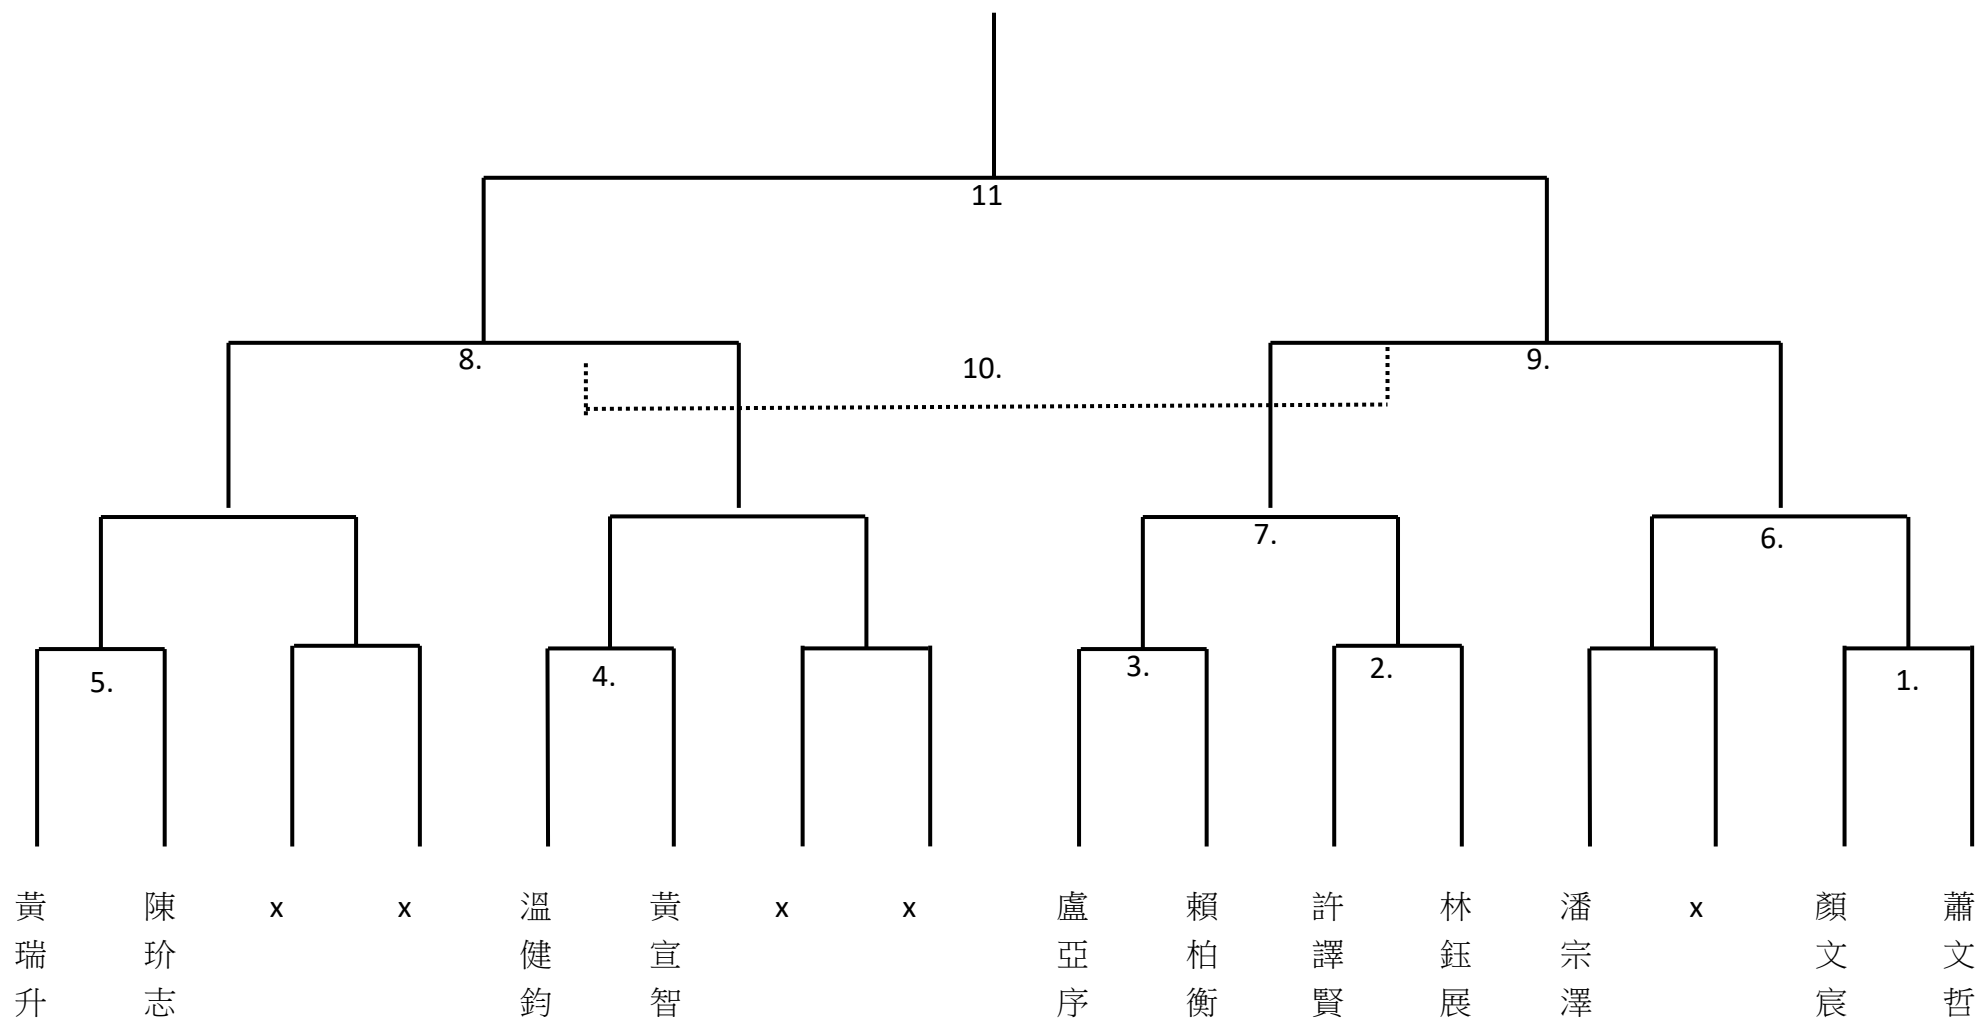 11
8.
10.
9.
7.
6.
5.
4.
3.
2.
1.
黃瑞升
陳玠志
x
x
溫健鈞
黃宣智
x
x
盧亞序
賴柏衡
許譯賢
林鈺展
潘宗澤
x
顏文宸
蕭文哲